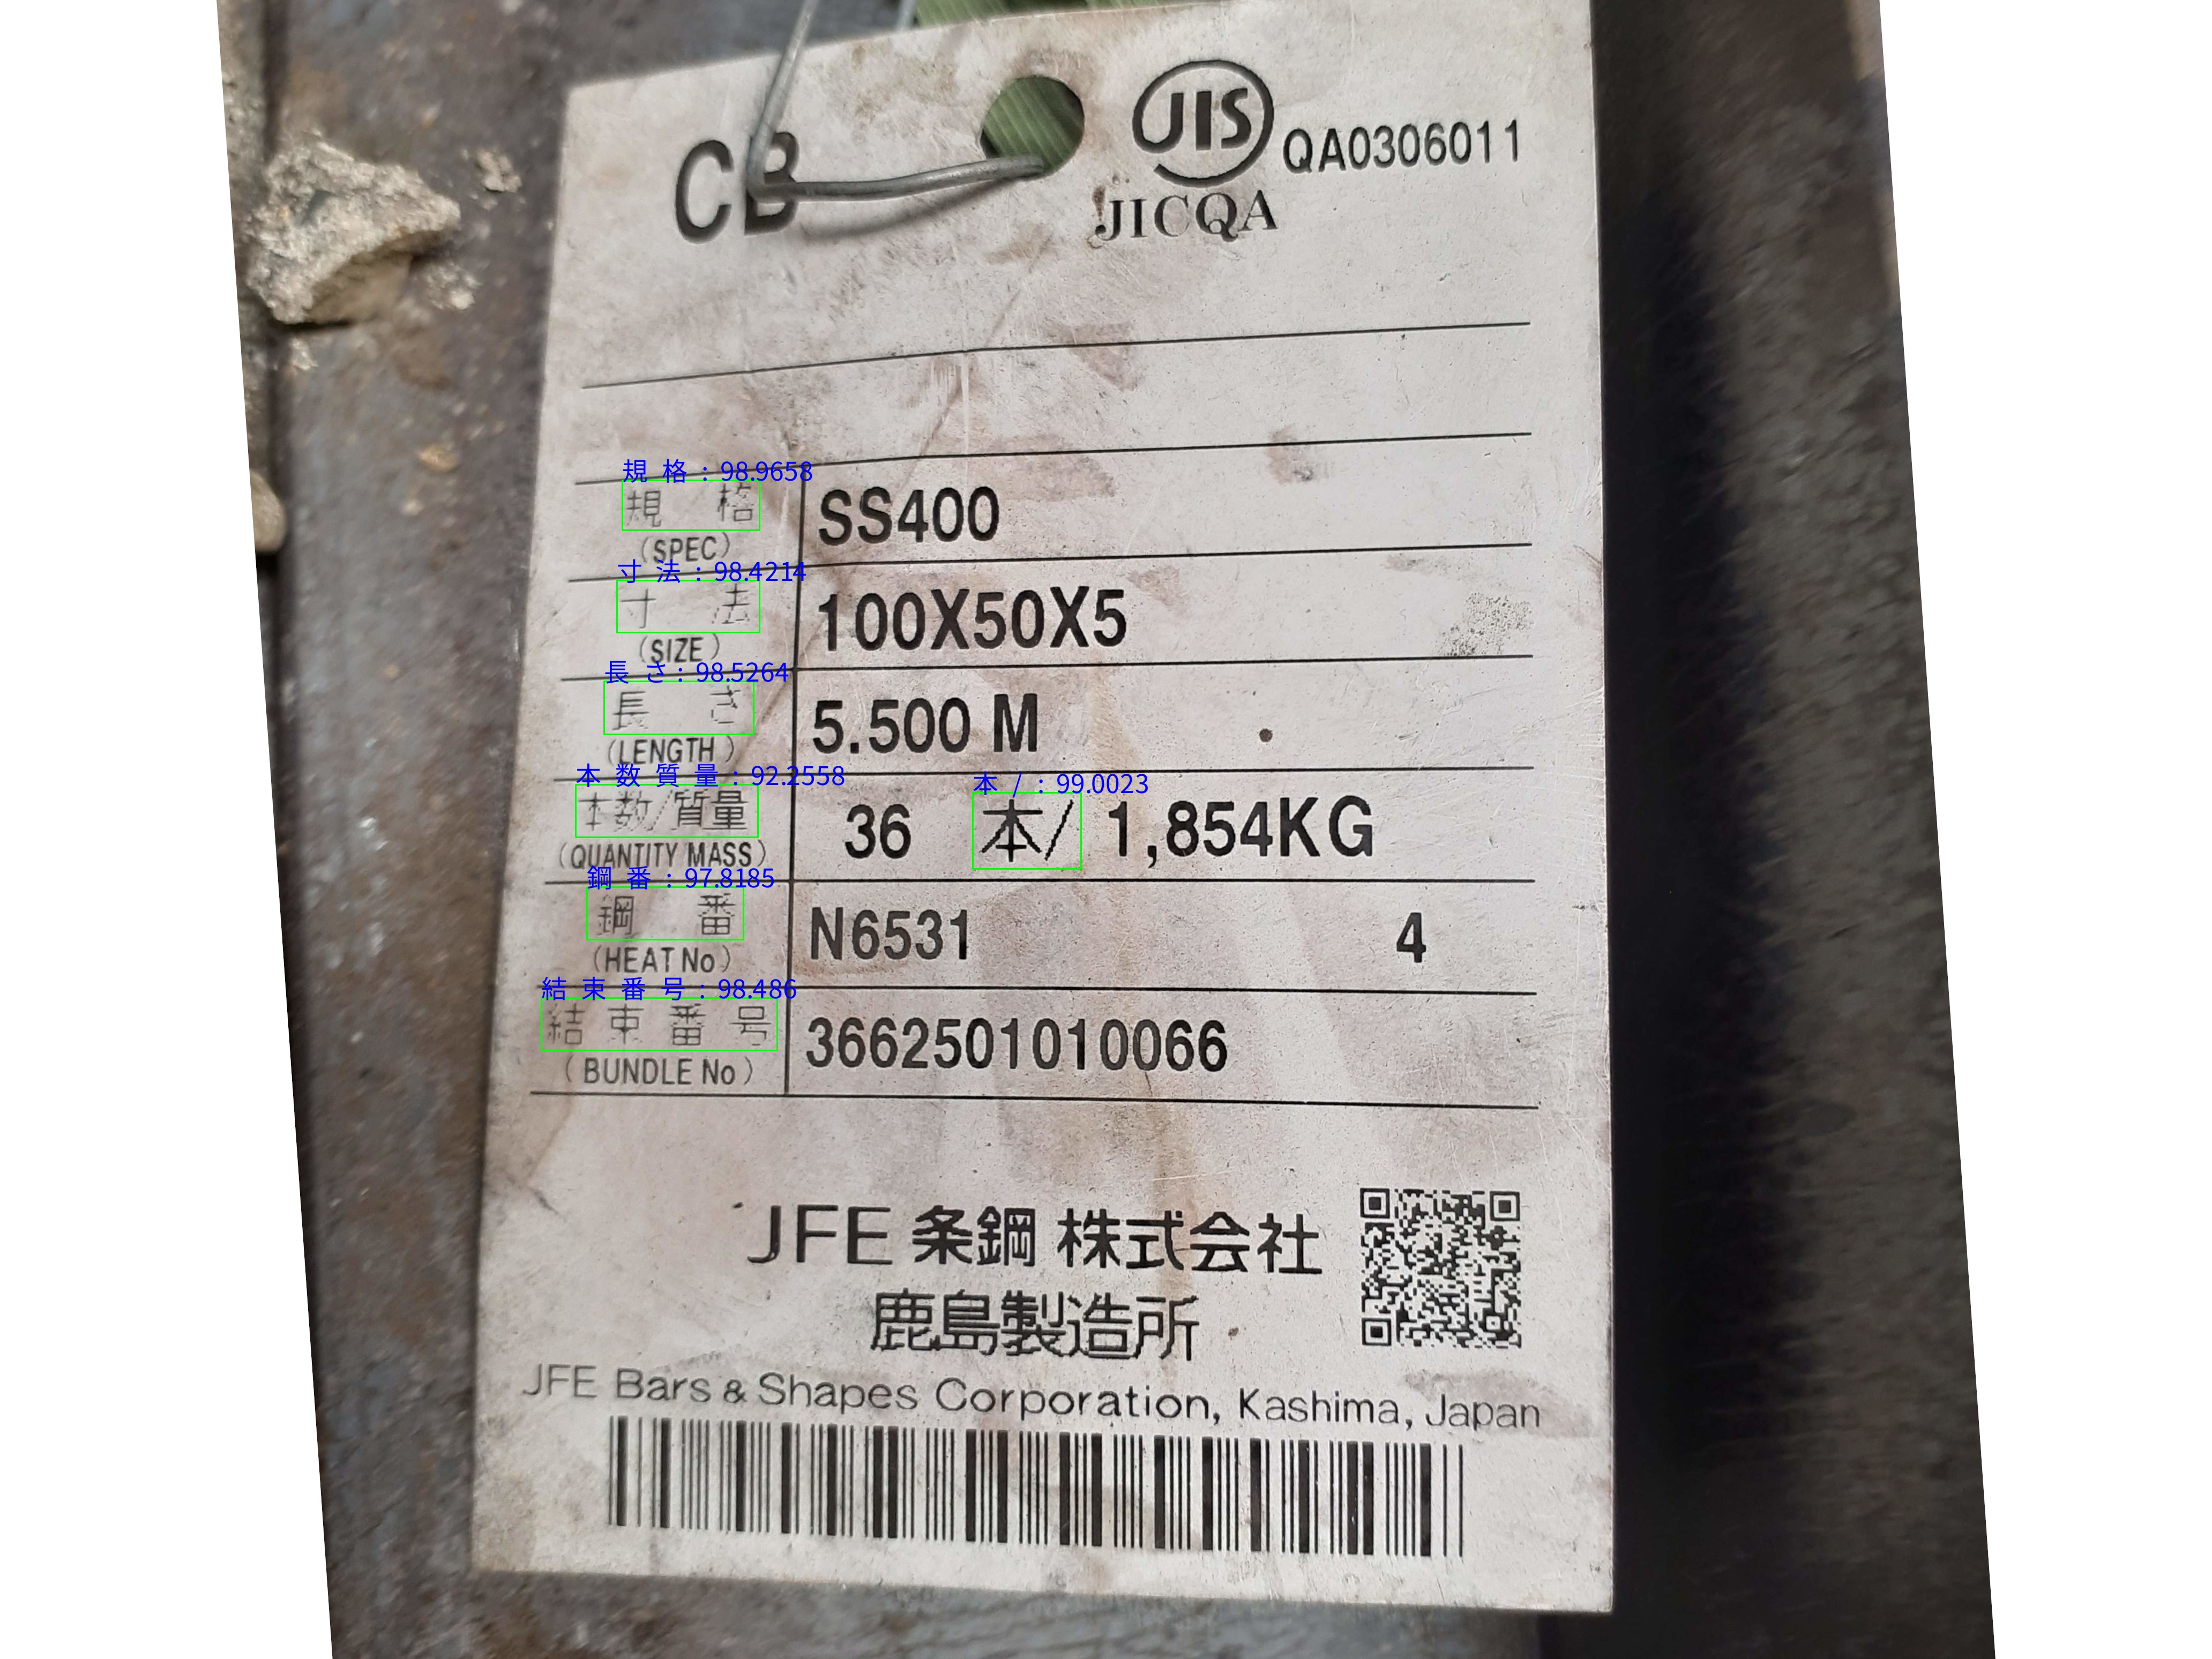 CB
JIS
QA0306011
JICQA
規 格 : 98.9658
規 格
(SPEC)
SS400
寸 法 : 98.4214
寸 法
(SIZE)
100X50X5
長 さ : 98.5264
長 さ
(LENGTH)
5.500 M
本 数 質 量 : 92.2558
本数/質量
(QUANTITY MASS)
36
本 / : 99.0023
本/ 1,854KG
鋼 番 : 97.8185
鋼 番
(HEAT No)
N6531 4
結 束 番 号 : 98.486
結 束 番 号
(BUNDLE No)
3662501010066
JFE 条鋼 株式会社
鹿島製造所
JFE Bars & Shapes Corporation, Kashima, Japan